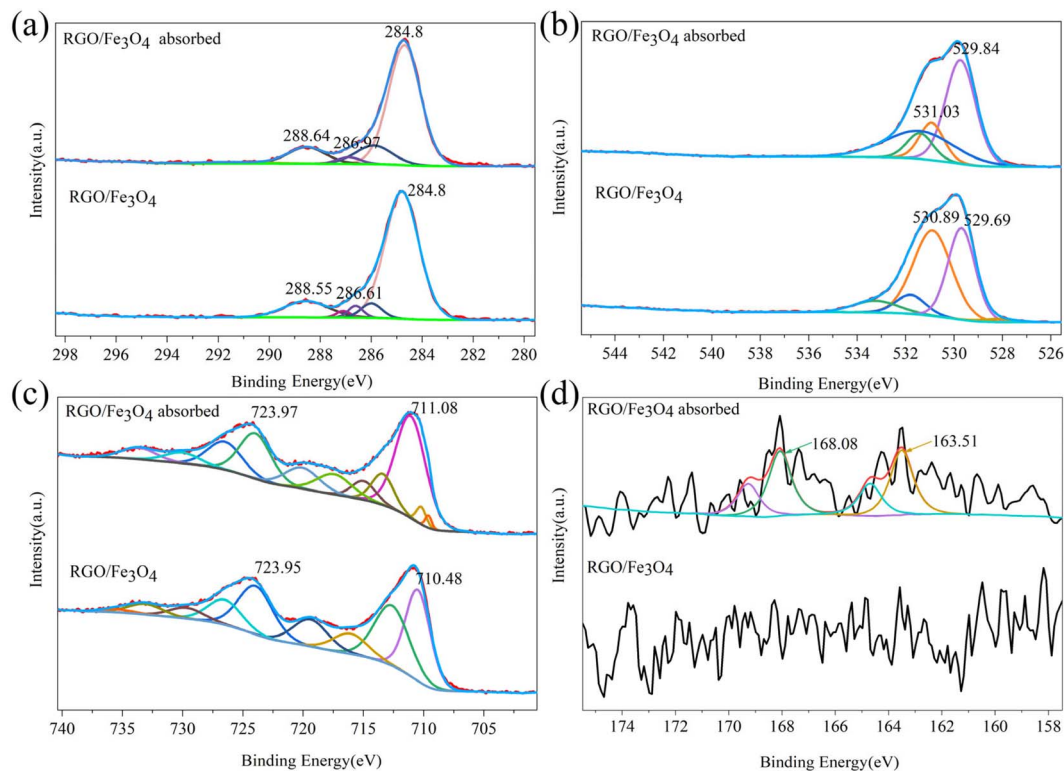 (a)
RGO/Fe3O4 absorbed
284.8
288.64
286.97
RGO/Fe3O4
284.8
288.55
286.61
Intensity(a.u.)
298 296 294 292 290 288 286 284 282 280
Binding Energy(eV)
(b)
RGO/Fe3O4 absorbed
529.84
531.03
RGO/Fe3O4
530.89
529.69
Intensity(a.u.)
544 542 540 538 536 534 532 530 528 526
Binding Energy(eV)
(c)
RGO/Fe3O4 absorbed
723.97
711.08
RGO/Fe3O4
723.95
710.48
Intensity(a.u.)
740 735 730 725 720 715 710 705
Binding Energy(eV)
(d)
RGO/Fe3O4 absorbed
168.08
163.51
RGO/Fe3O4
Intensity(a.u.)
174 172 170 168 166 164 162 160 158
Binding Energy(eV)